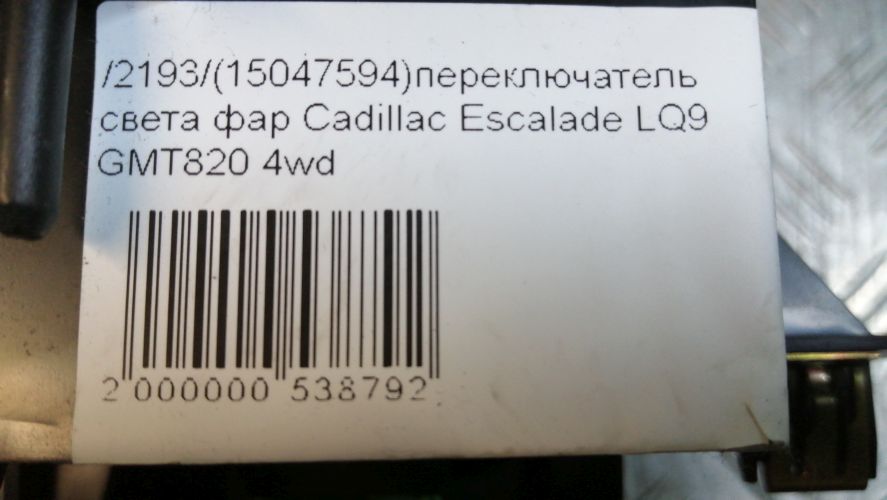 /2193/(15047594)переключатель
света фар Cadillac Escalade LQ9
GMT820 4wd
2 000000 538792